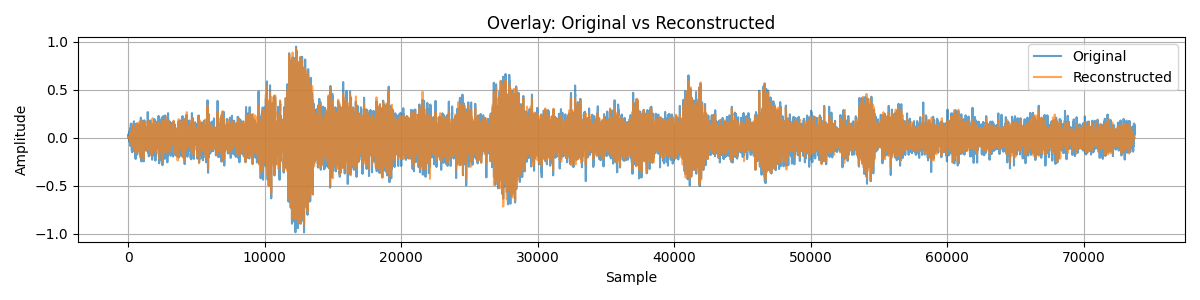 Overlay: Original vs Reconstructed
Original
Reconstructed
1.0
0.5
0.0
−0.5
−1.0
Amplitude
0 10000 20000 30000 40000 50000 60000 70000
Sample